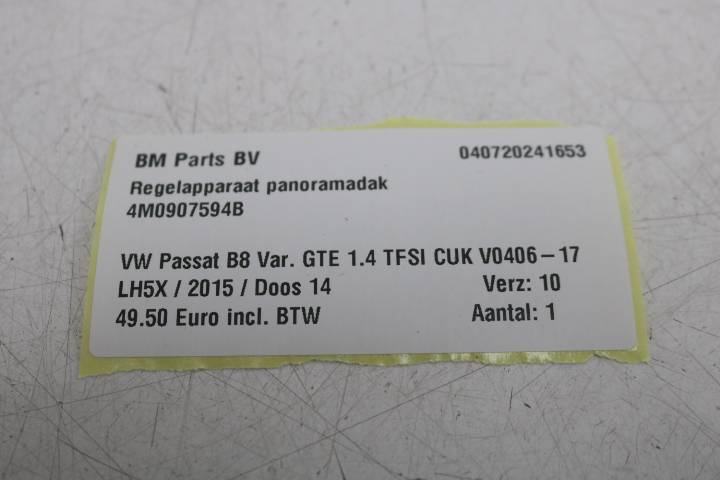 BM Parts BV 040720241653
Regelapparaat panoramadak
4M0907594B
VW Passat B8 Var. GTE 1.4 TFSI CUK V0406-17
LH5X / 2015 / Doos 14 Verz: 10
49.50 Euro incl. BTW Aantal: 1